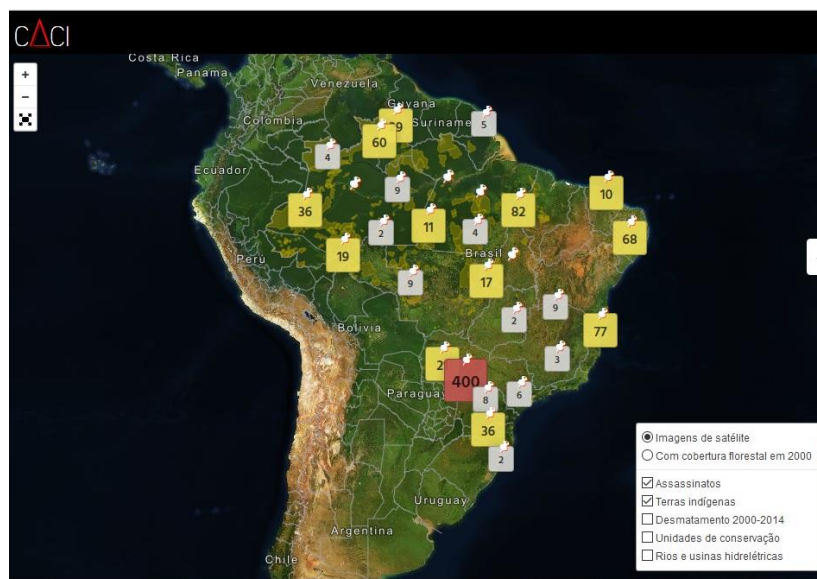 CACI
Costa Rica
Panama
Venezuela
Guyana
Suriname
Colombia
Ecuador
Perú
Brasil
Bolivia
Paraguay
Uruguay
Argentina
Chile
+
−
5
60
4
9
36
82
10
11
2
4
68
19
9
17
2
9
77
3
400
8
6
36
2
Imagens de satélite
Com cobertura florestal em 2000
Assassinatos
Terras indígenas
Desmatamento 2000-2014
Unidades de conservação
Rios e usinas hidrelétricas